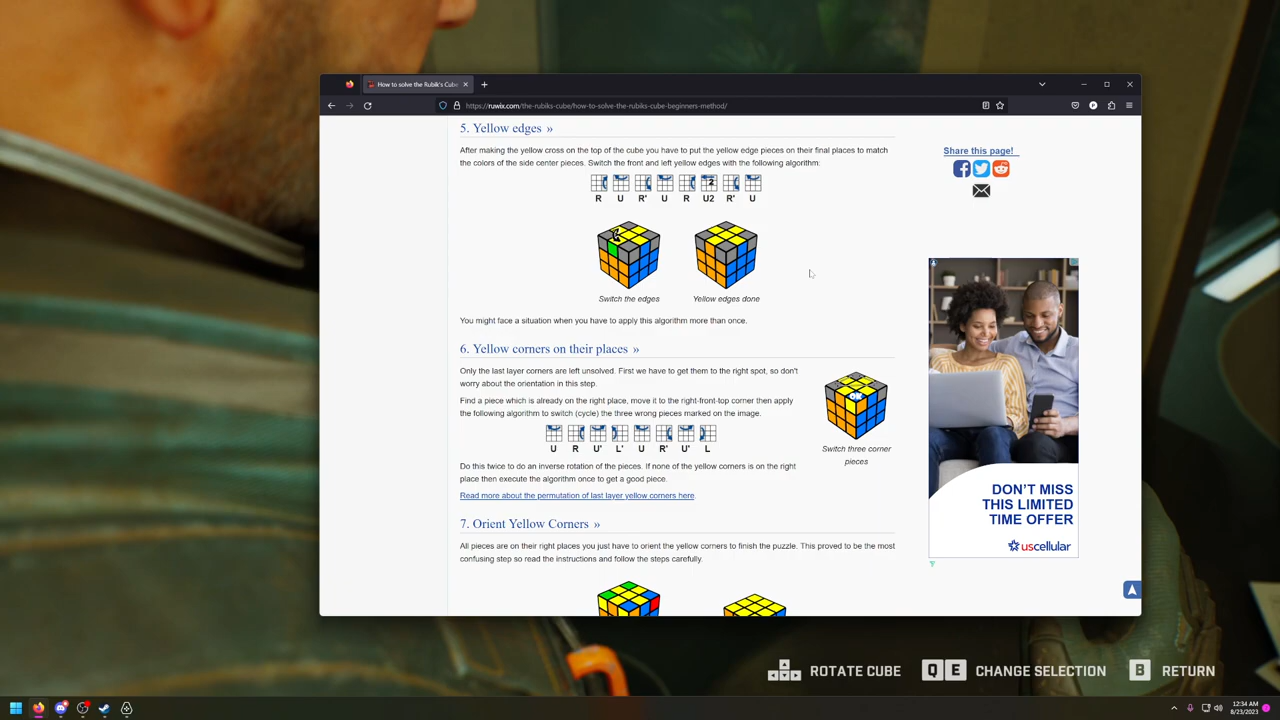 How to solve the Rubik's Cube
https://ruwix.com/the-rubiks-cube/how-to-solve-the-rubiks-cube-beginners-method/
5. Yellow edges »
After making the yellow cross on the top of the cube you have to put the yellow edge pieces on their final places to match
the colors of the side center pieces. Switch the front and left yellow edges with the following algorithm:
2
R U R' U R U2 R' U
Switch the edges Yellow edges done
You might face a situation when you have to apply this algorithm more than once.
6. Yellow corners on their places »
Only the last layer corners are left unsolved. First we have to get them to the right spot, so don't
worry about the orientation in this step.
Find a piece which is already on the right place, move it to the right-front-top corner then apply
the following algorithm to switch (cycle) the three wrong pieces marked on the image.
OK
U R U' L' U R' U' L
Switch three corner
pieces
Do this twice to do an inverse rotation of the pieces. If none of the yellow corners is on the right
place then execute the algorithm once to get a good piece.
Read more about the permutation of last layer yellow corners here.
7. Orient Yellow Corners »
All pieces are on their right places you just have to orient the yellow corners to finish the puzzle. This proved to be the most
confusing step so read the instructions and follow the steps carefully.
Share this page!
DON'T MISS
THIS LIMITED
TIME OFFER
uscellular
ROTATE CUBE
Q E CHANGE SELECTION
B RETURN
12:34 AM
8/23/2023